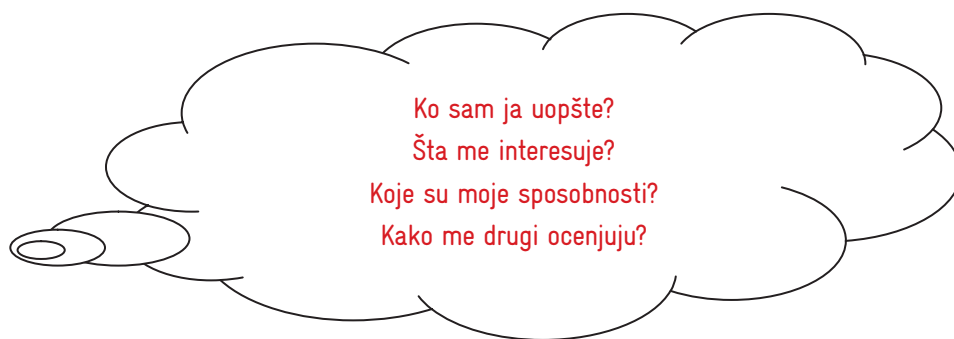 Ko sam ja uopšte?
Šta me interesuje?
Koje su moje sposobnosti?
Kako me drugi ocenjuju?